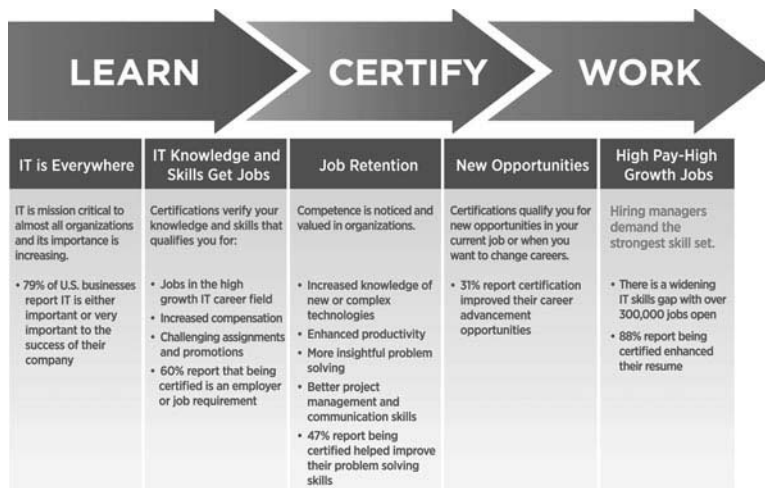 LEARN
CERTIFY
WORK
IT is Everywhere
IT is mission critical to
almost all organizations
and its importance is
increasing.
• 79% of U.S. businesses
report IT is either
important or very
important to the
success of their
company
IT Knowledge and
Skills Get Jobs
Certifications verify your
knowledge and skills that
qualifies you for:
• Jobs in the high
growth IT career field
• Increased compensation
• Challenging assignments
and promotions
• 60% report that being
certified is an employer
or job requirement
Job Retention
Competence is noticed and
valued in organizations.
• Increased knowledge of
new or complex
technologies
• Enhanced productivity
• More insightful problem
solving
• Better project
management and
communication skills
• 47% report being
certified helped improve
their problem solving
skills
New Opportunities
Certifications qualify you for
new opportunities in your
current job or when you
want to change careers.
• 31% report certification
improved their career
advancement
opportunities
High Pay-High
Growth Jobs
Hiring managers
demand the
strongest skill set.
• There is a widening
IT skills gap with over
300,000 jobs open
• 88% report being
certified enhanced
their resume